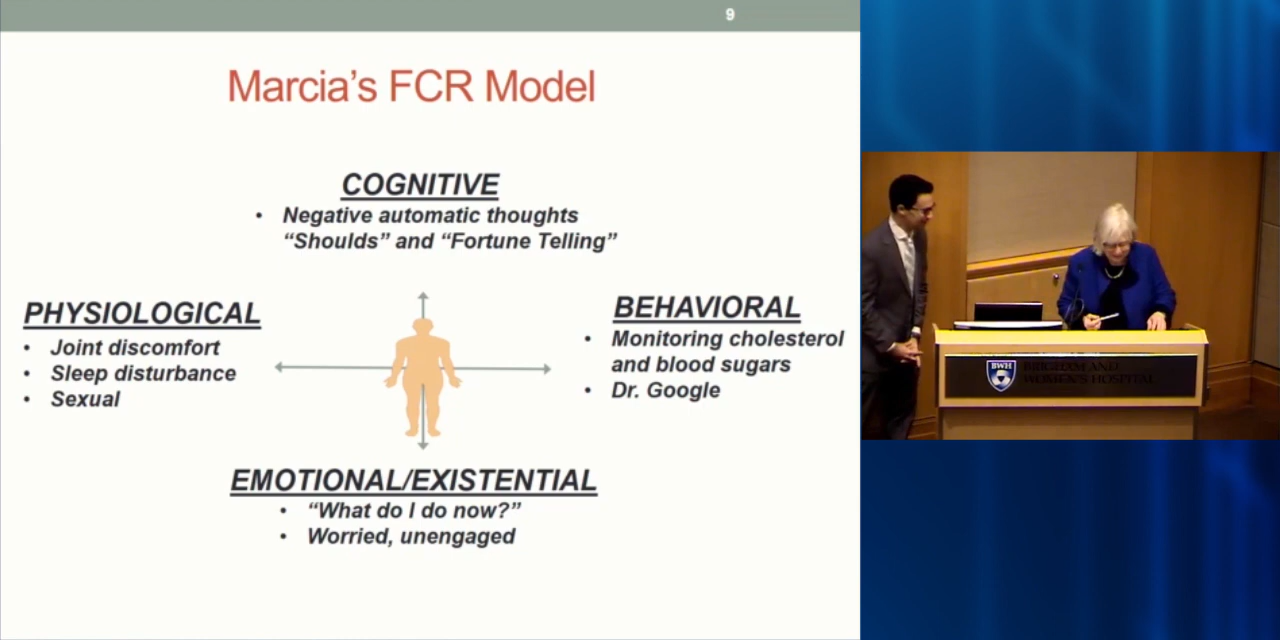 9
Marcia’s FCR Model
COGNITIVE
• Negative automatic thoughts
“Shoulds” and “Fortune Telling”
PHYSIOLOGICAL
• Joint discomfort
• Sleep disturbance
• Sexual
BEHAVIORAL
• Monitoring cholesterol
and blood sugars
• Dr. Google
EMOTIONAL/EXISTENTIAL
• “What do I do now?”
• Worried, unengaged
BWH
BRIGHAM AND
WOMEN'S HOSPITAL